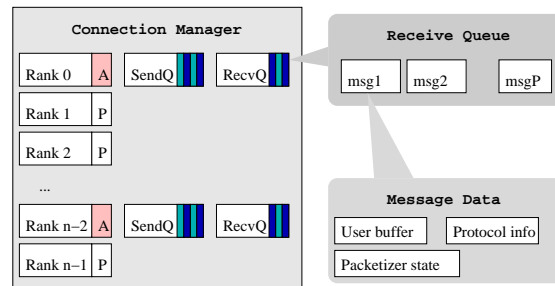 Connection Manager
Rank 0 A SendQ RecvQ
Rank 1 P
Rank 2 P
...
Rank n−2 A SendQ RecvQ
Rank n−1 P
Receive Queue
msg1 msg2 msgP
Message Data
User buffer Protocol info
Packetizer state